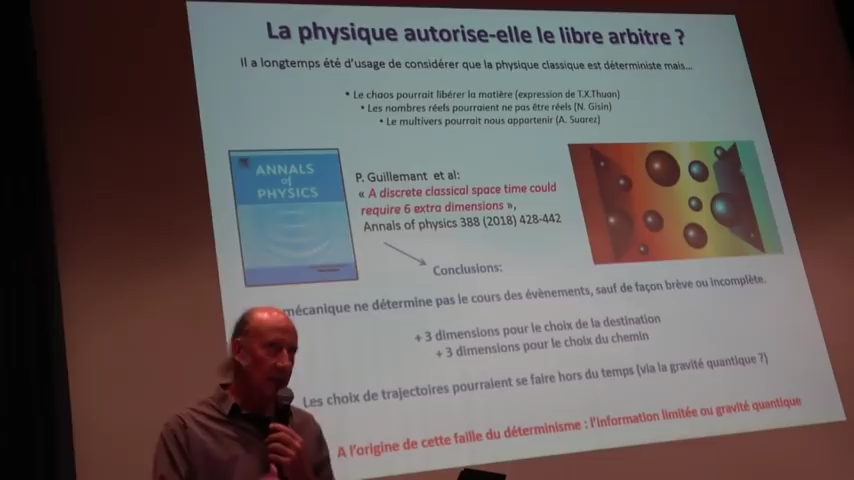 La physique autorise-elle le libre arbitre ?
Il a longtemps été d'usage de considérer que la physique classique est déterministe mais...
• Le chaos pourrait libérer la matière (expression de T.X.Thuan)
• Les nombres réels pourraient ne pas être réels (N. Gisin)
• Le multivers pourrait nous appartenir (A. Suarez)
ANNALS
of
PHYSICS
P. Guillemant et al:
« A discrete classical space time could
require 6 extra dimensions »,
Annals of physics 388 (2018) 428-442
Conclusions:
mécanique ne détermine pas le cours des évènements, sauf de façon brève ou incomplète.
+ 3 dimensions pour le choix de la destination
+ 3 dimensions pour le choix du chemin
Les choix de trajectoires pourraient se faire hors du temps (via la gravité quantique ?)
A l'origine de cette faille du déterminisme : l'information limitée ou gravité quantique